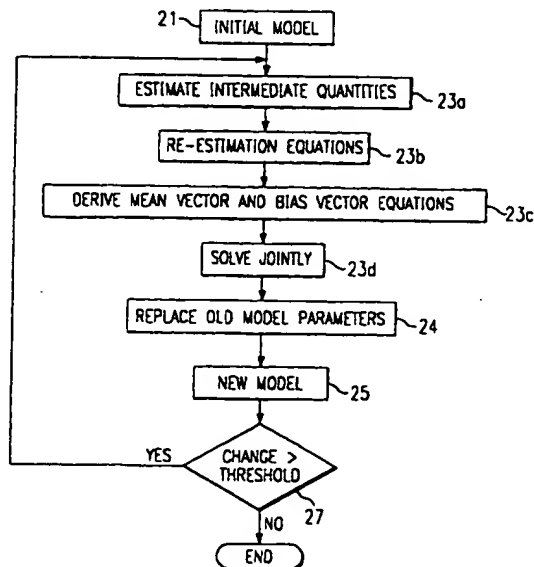 21
INITIAL MODEL
ESTIMATE INTERMEDIATE QUANTITIES
23a
RE-ESTIMATION EQUATIONS
23b
DERIVE MEAN VECTOR AND BIAS VECTOR EQUATIONS
23c
SOLVE JOINTLY
23d
REPLACE OLD MODEL PARAMETERS
24
NEW MODEL
25
YES
CHANGE >
THRESHOLD
27
NO
END